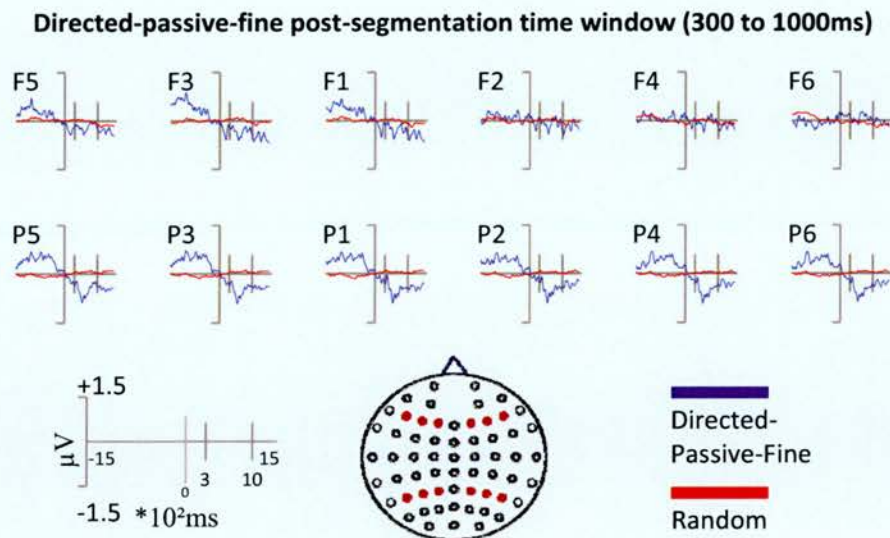 Directed-passive-fine post-segmentation time window (300 to 1000ms)
F5 F3 F1 F2 F4 F6
P5 P3 P1 P2 P4 P6
+1.5
μV
-15 3 10 15
0
-1.5 *10²ms
Directed-
Passive-Fine
Random